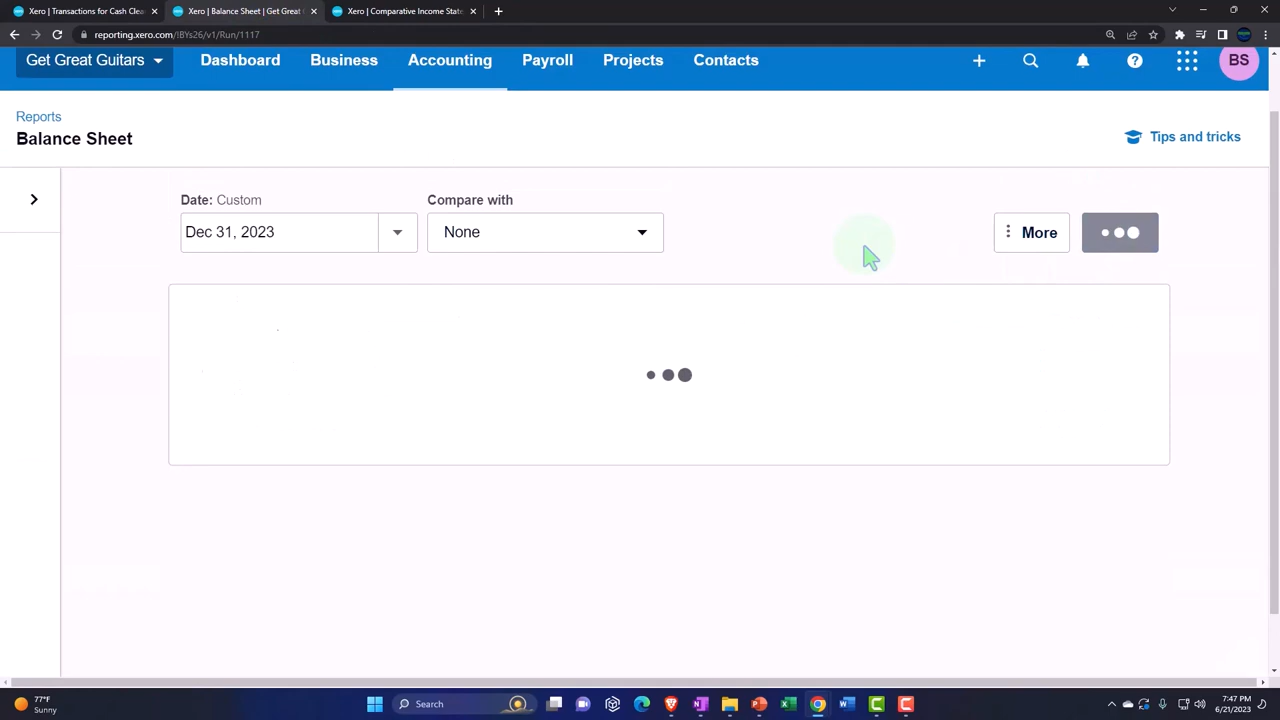 Xero | Transactions for Cash Clea
Xero | Balance Sheet | Get Great G
Xero | Comparative Income State
reporting.xero.com/!BYs26/v1/Run/1117
Get Great Guitars
Dashboard
Business
Accounting
Payroll
Projects
Contacts
BS
Reports
Balance Sheet
Tips and tricks
Date: Custom
Compare with
Dec 31, 2023
None
More
77°F
Sunny
Search
7:47 PM
6/21/2023